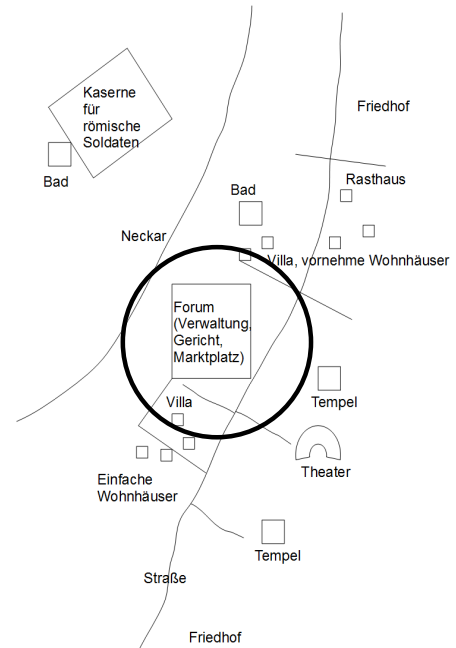 Kaserne
für
römische
Soldaten
Friedhof
Bad
Rasthaus
Bad
Neckar
Villa, vornehme Wohnhäuser
Forum
(Verwaltung,
Gericht,
Marktplatz)
Villa
Tempel
Theater
Einfache
Wohnhäuser
Tempel
Straße
Friedhof